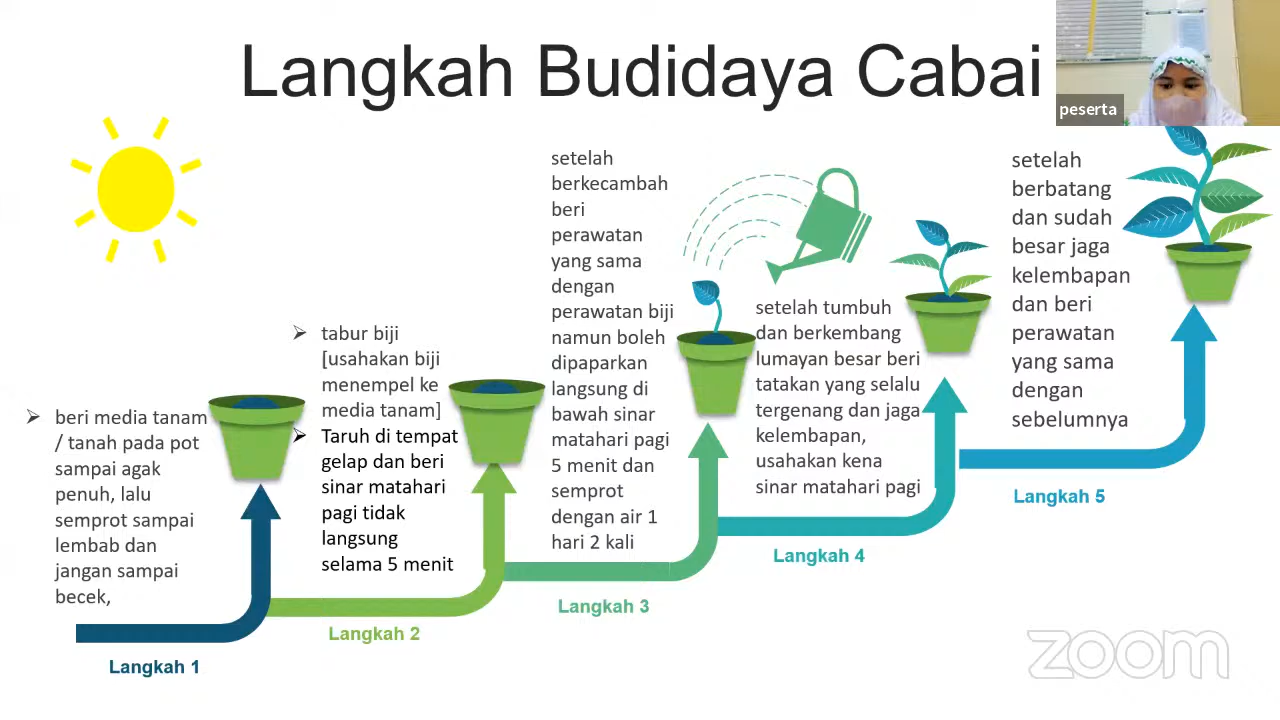 Langkah Budidaya Cabai
peserta
beri media tanam
/ tanah pada pot
sampai agak
penuh, lalu
semprot sampai
lembab dan
jangan sampai
becek,
Langkah 1
tabur biji
[usahakan biji
menempel ke
media tanam]
Taruh di tempat
gelap dan beri
sinar matahari
pagi tidak
langsung
selama 5 menit
Langkah 2
setelah
berkecambah
beri
perawatan
yang sama
dengan
perawatan biji
namun boleh
dipaparkan
langsung di
bawah sinar
matahari pagi
5 menit dan
semprot
dengan air 1
hari 2 kali
Langkah 3
setelah tumbuh
dan berkembang
lumayan besar beri
tatakan yang selalu
tergenang dan jaga
kelembapan,
usahakan kena
sinar matahari pagi
Langkah 4
setelah
berbatang
dan sudah
besar jaga
kelembapan
dan beri
perawatan
yang sama
dengan
sebelumnya
Langkah 5
zoom